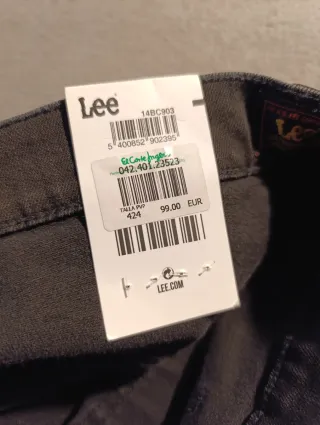 Lee
14BC903
5 400852 902395
El Corte Inglés
042.401.23523
TALLA PVP
424 99.00 EUR
LEE.COM
Lee